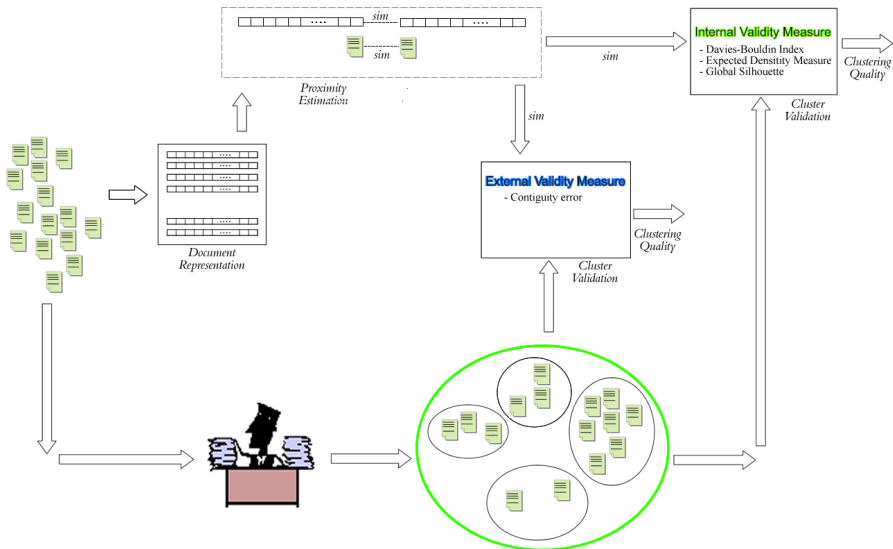 sim
sim
Proximity
Estimation
sim
Internal Validity Measure
- Davies-Bouldin Index
- Expected Densitity Measure
- Global Silhouette
Clustering
Quality
Cluster
Validation
sim
External Validity Measure
- Contiguity error
Clustering
Quality
Cluster
Validation
Document
Representation